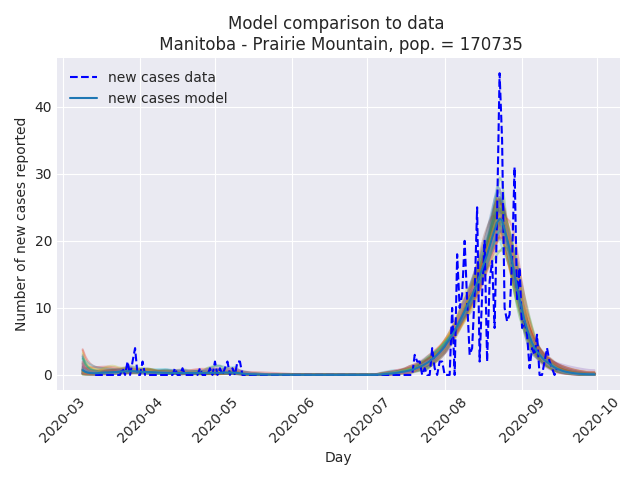 Model comparison to data
Manitoba - Prairie Mountain, pop. = 170735
new cases data
new cases model
Number of new cases reported
40
30
20
10
0
2020-03
2020-04
2020-05
2020-06
2020-07
2020-08
2020-09
2020-10
Day